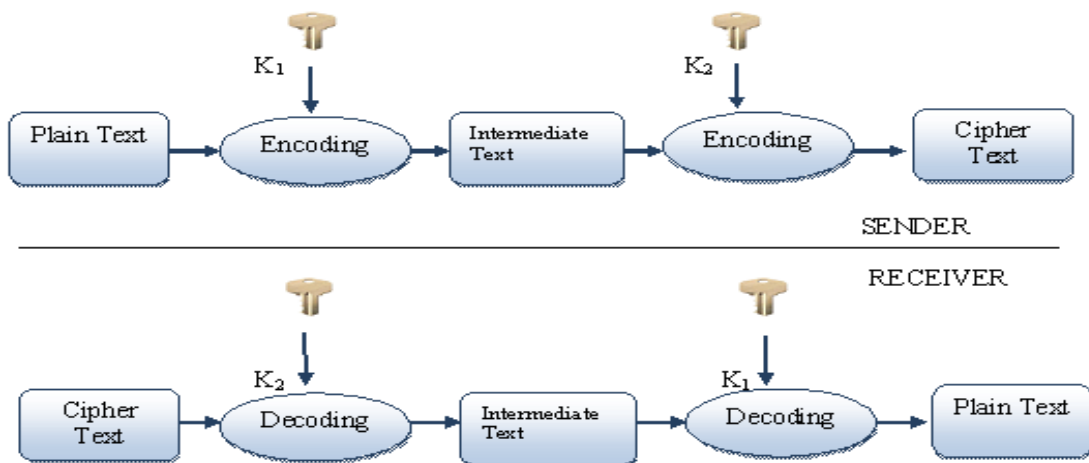 K₁
K₂
Plain Text
Encoding
Intermediate
Text
Encoding
Cipher
Text
SENDER
RECEIVER
K₂
K₁
Cipher
Text
Decoding
Intermediate
Text
Decoding
Plain Text